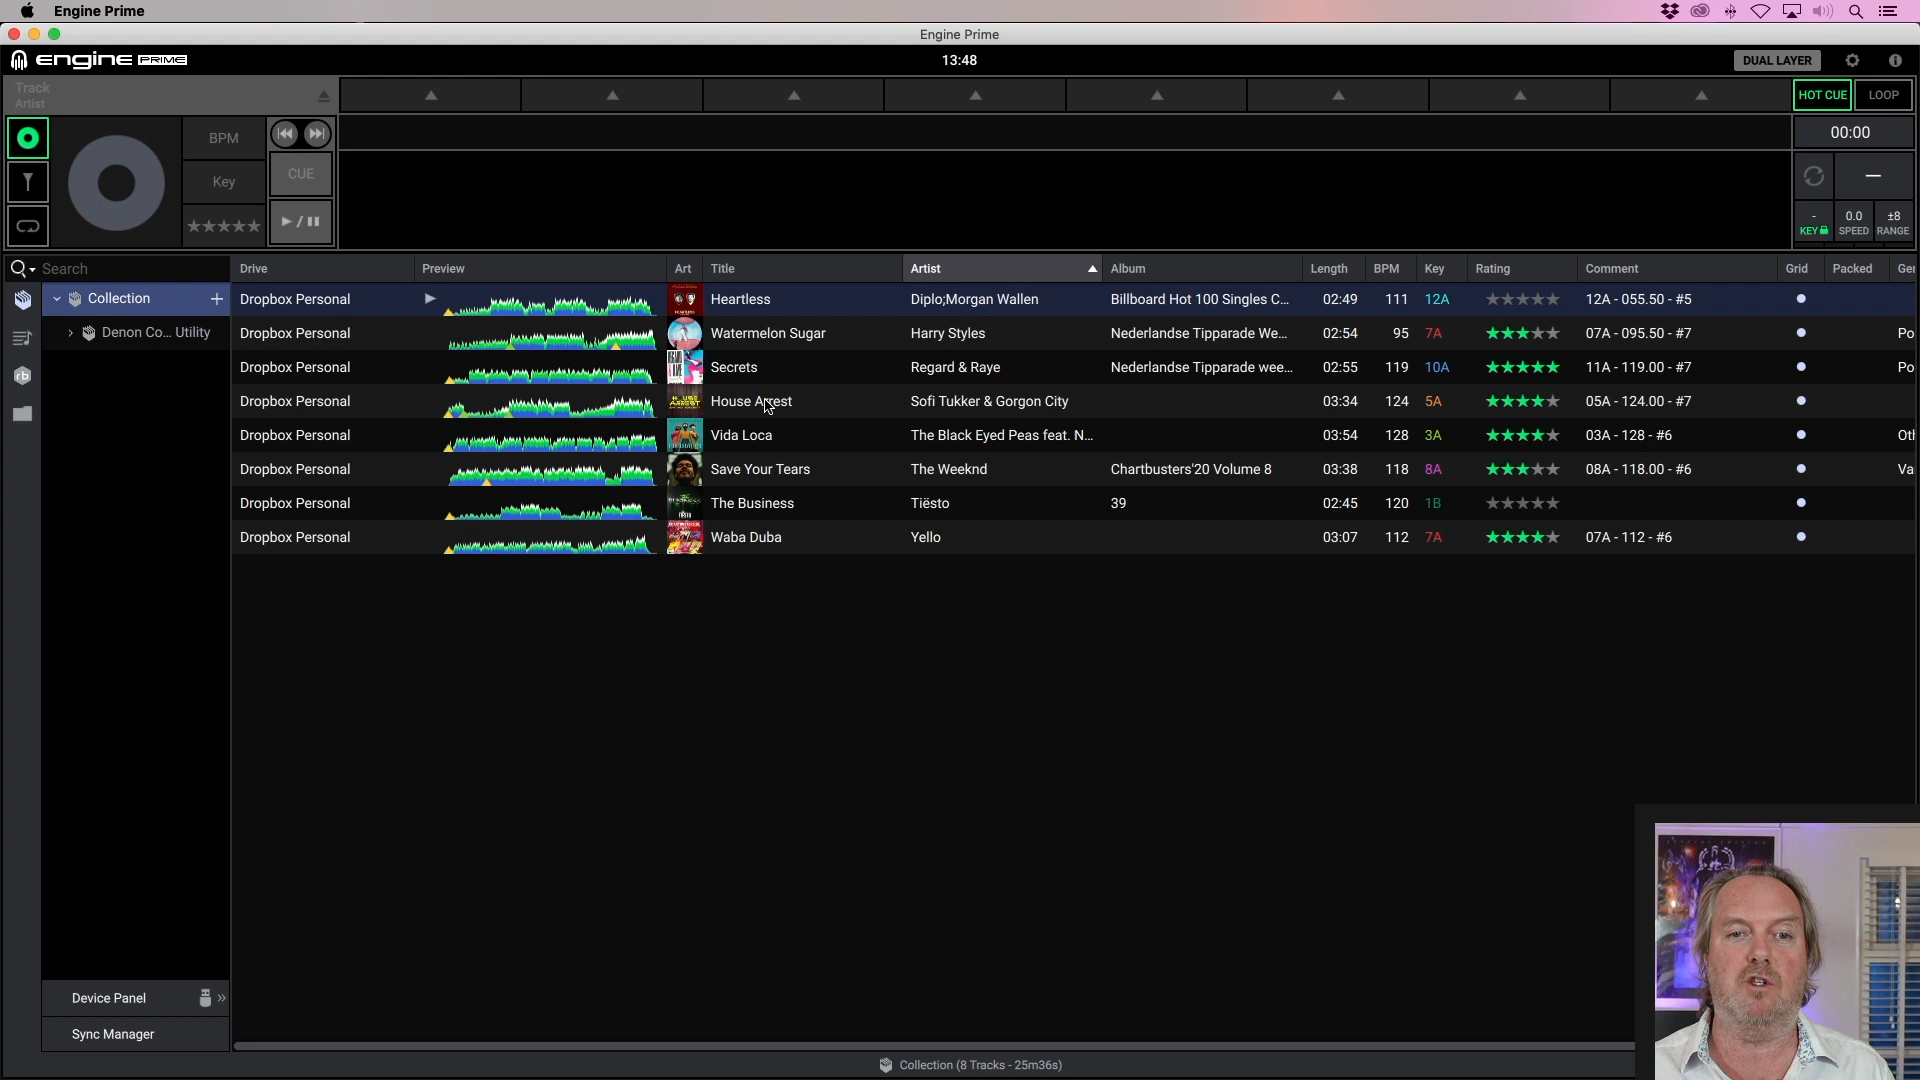 Engine Prime
Engine Prime
engine PRIME
13:48
DUAL LAYER
Track
Artist
HOT CUE
LOOP
BPM
Key
CUE
00:00
-
0.0
±8
KEY
SPEED
RANGE
Search
Drive
Preview
Art
Title
Artist
Album
Length
BPM
Key
Rating
Comment
Grid
Packed
Ger
Collection
Denon Co... Utility
Dropbox Personal Heartless Diplo;Morgan Wallen Billboard Hot 100 Singles C... 02:49 111 12A 12A - 055.50 - #5
Dropbox Personal Watermelon Sugar Harry Styles Nederlandse Tipparade We... 02:54 95 7A 07A - 095.50 - #7 Po
Dropbox Personal Secrets Regard & Raye Nederlandse Tipparade wee... 02:55 119 10A 11A - 119.00 - #7 Po
Dropbox Personal House Arrest Sofi Tukker & Gorgon City 03:34 124 5A 05A - 124.00 - #7
Dropbox Personal Vida Loca The Black Eyed Peas feat. N... 03:54 128 3A 03A - 128 - #6 Oth
Dropbox Personal Save Your Tears The Weeknd Chartbusters'20 Volume 8 03:38 118 8A 08A - 118.00 - #6 Va
Dropbox Personal The Business Tiësto 39 02:45 120 1B
Dropbox Personal Waba Duba Yello 03:07 112 7A 07A - 112 - #6
Device Panel
Sync Manager
Collection (8 Tracks - 25m36s)